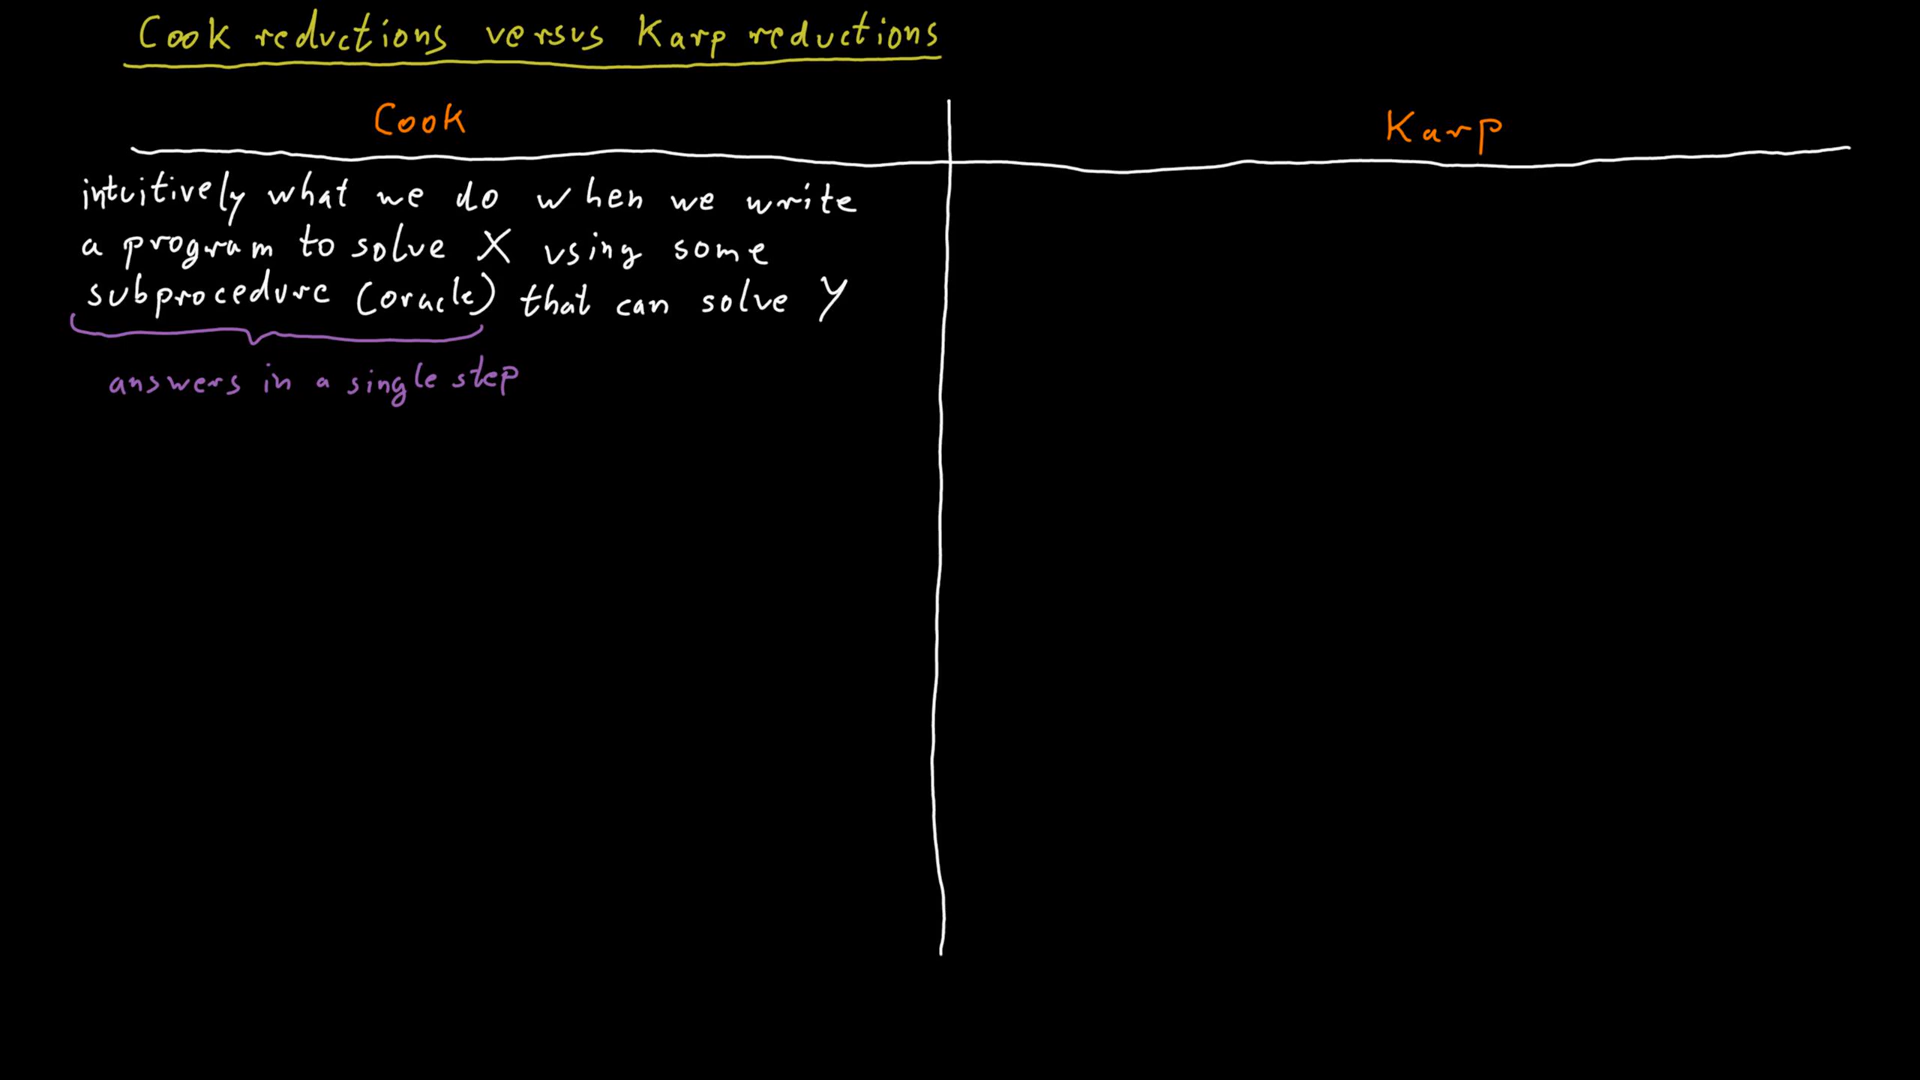 Cook reductions versus Karp reductions
Cook
Karp
intuitively what we do when we write
a program to solve X using some
subprocedure (oracle) that can solve Y
answers in a single step